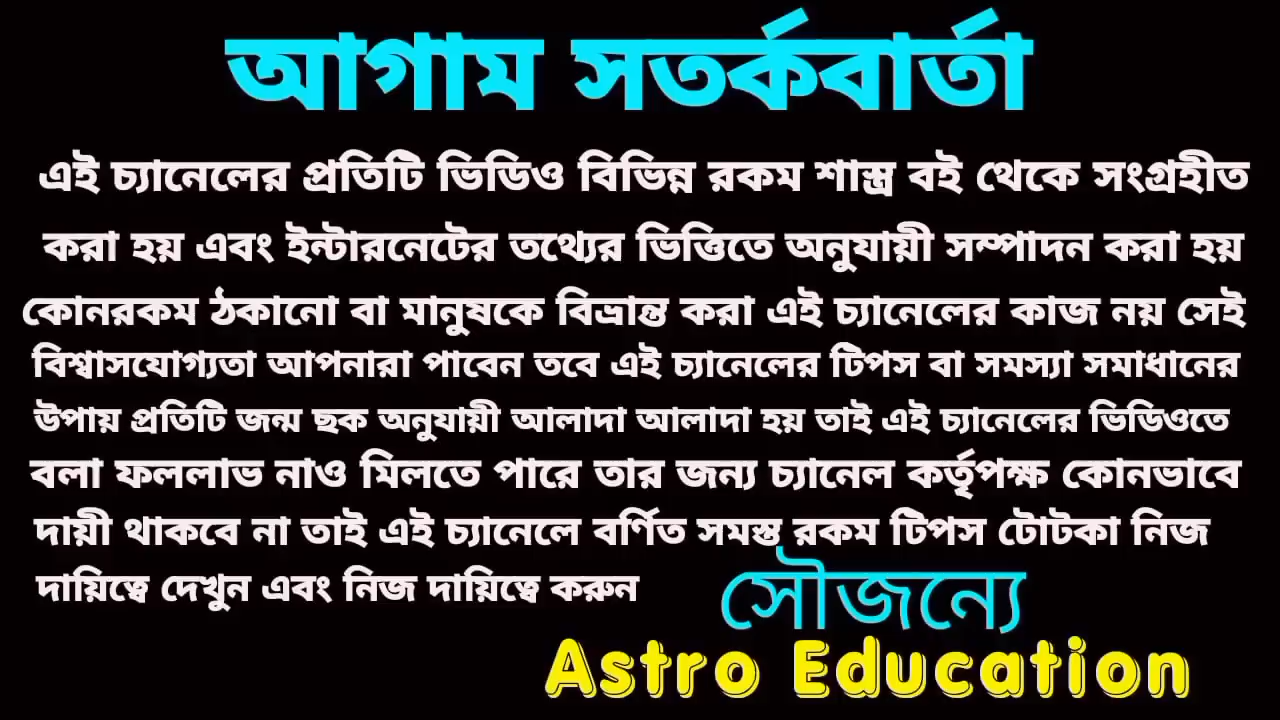 আগাম সতর্কবার্তা
এই চ্যানেলের প্রতিটি ভিডিও বিভিন্ন রকম শাস্ত্র বই থেকে সংগ্রহীত
করা হয় এবং ইন্টারনেটের তথ্যের ভিত্তিতে অনুযায়ী সম্পাদন করা হয়
কোনরকম ঠকানো বা মানুষকে বিভ্রান্ত করা এই চ্যানেলের কাজ নয় সেই
বিশ্বাসযোগ্যতা আপনারা পাবেন তবে এই চ্যানেলের টিপস বা সমস্যা সমাধানের
উপায় প্রতিটি জন্ম ছক অনুযায়ী আলাদা আলাদা হয় তাই এই চ্যানেলের ভিডিওতে
বলা ফললাভ নাও মিলতে পারে তার জন্য চ্যানেল কর্তৃপক্ষ কোনভাবে
দায়ী থাকবে না তাই এই চ্যানেলে বর্ণিত সমস্ত রকম টিপস টোটকা নিজ
দায়িত্বে দেখুন এবং নিজ দায়িত্বে করুন
সৌজন্যে
Astro Education